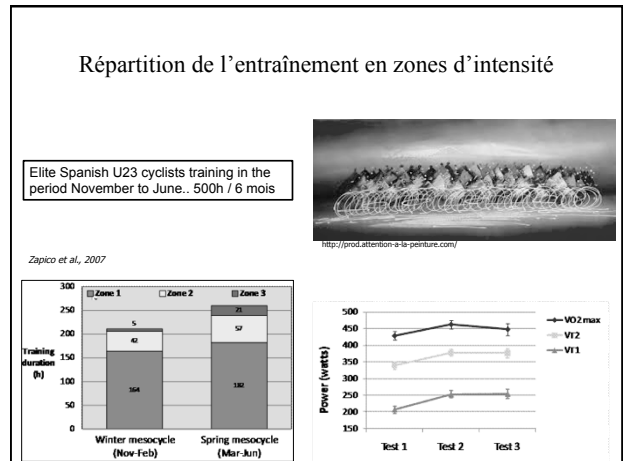 Répartition de l’entraînement en zones d’intensité
Elite Spanish U23 cyclists training in the
period November to June.. 500h / 6 mois
http://prod.attention-a-la-peinture.com/
Zapico et al., 2007
Zone 1 Zone 2 Zone 3
300
250
200
150
100
50
0
Training
duration
(h)
5
42
164
21
57
182
Winter mesocycle
(Nov-Feb)
Spring mesocycle
(Mar-Jun)
500
450
400
350
300
250
200
150
Power (watts)
Test 1 Test 2 Test 3
VO2 max
VT2
VT1